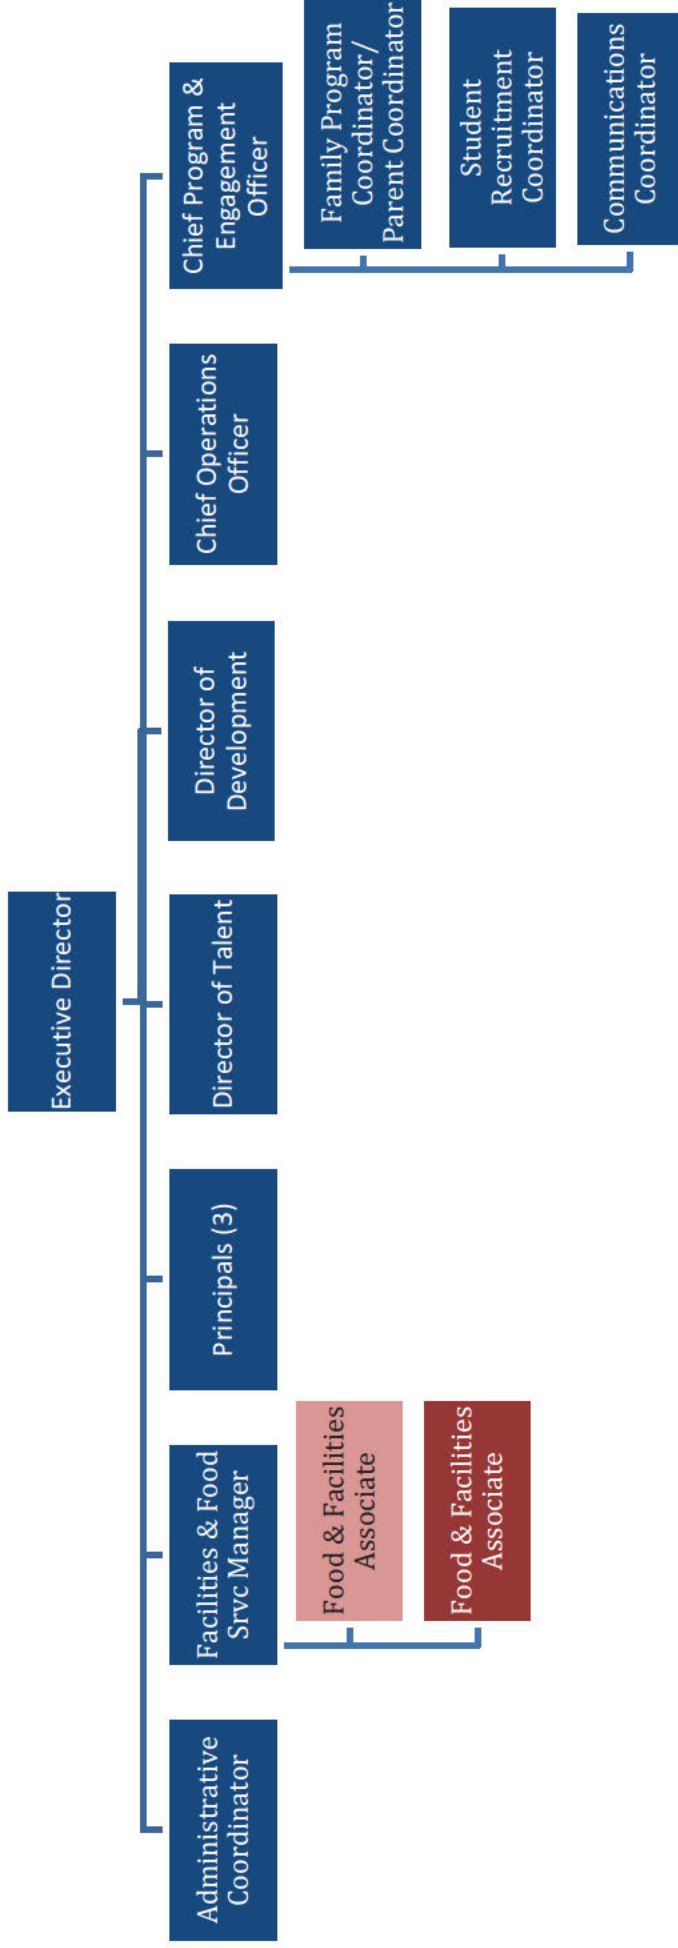 Executive Director
Administrative
Coordinator
Facilities & Food
Srvc Manager
Principals (3)
Director of Talent
Director of
Development
Chief Operations
Officer
Chief Program &
Engagement
Officer
Food & Facilities
Associate
Food & Facilities
Associate
Family Program
Coordinator/
Parent Coordinator
Student
Recruitment
Coordinator
Communications
Coordinator